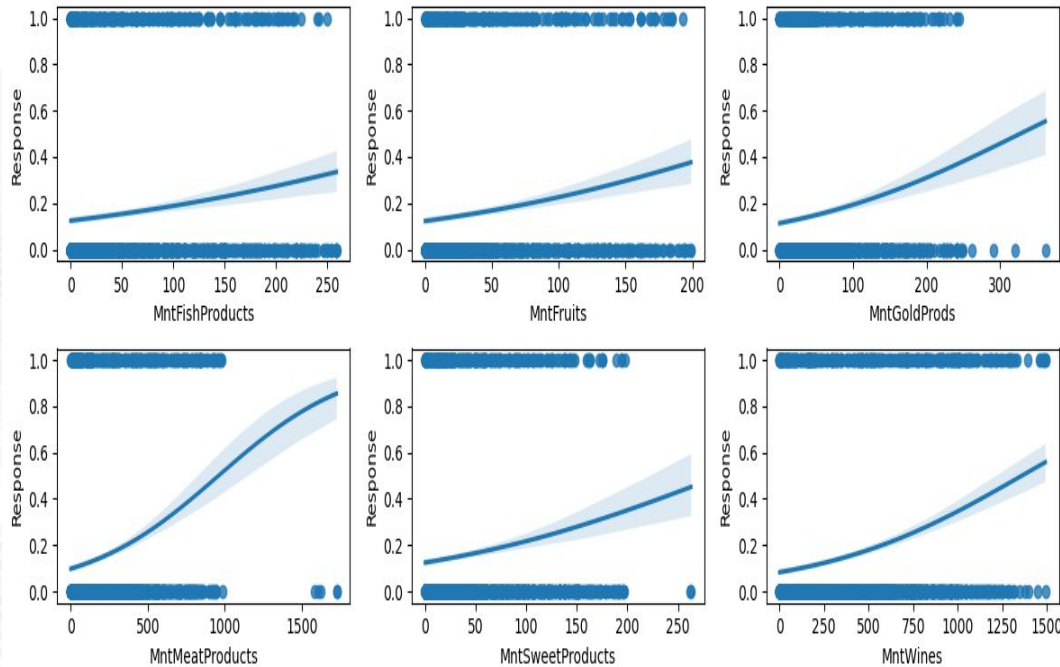 Response
1.0
0.8
0.6
0.4
0.2
0.0
0 50 100 150 200 250
MntFishProducts
Response
1.0
0.8
0.6
0.4
0.2
0.0
0 50 100 150 200
MntFruits
Response
1.0
0.8
0.6
0.4
0.2
0.0
0 100 200 300
MntGoldProds
Response
1.0
0.8
0.6
0.4
0.2
0.0
0 500 1000 1500
MntMeatProducts
Response
1.0
0.8
0.6
0.4
0.2
0.0
0 50 100 150 200 250
MntSweetProducts
Response
1.0
0.8
0.6
0.4
0.2
0.0
0 250 500 750 1000 1250 1500
MntWines